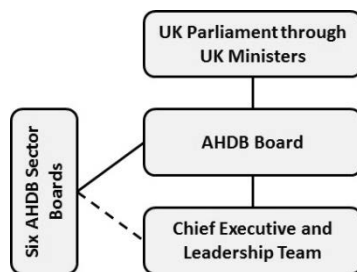 UK Parliament through
UK Ministers
AHDB Board
Six AHDB Sector
Boards
Chief Executive and
Leadership Team